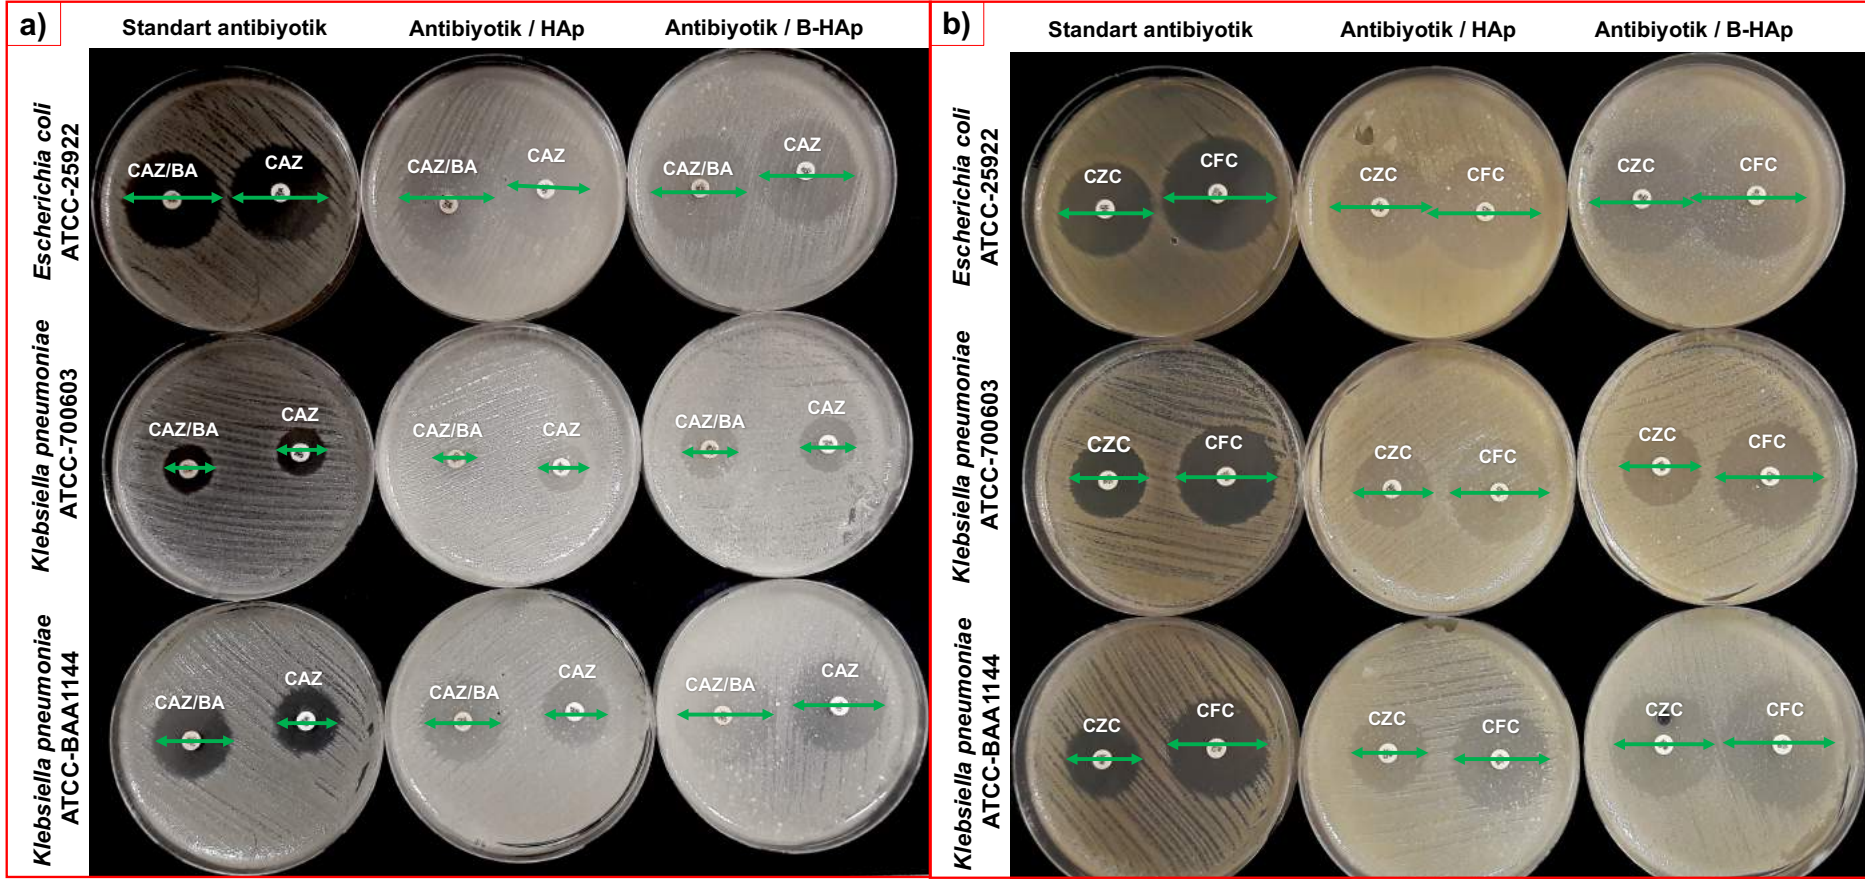 a)
Standart antibiyotik
Antibiyotik / HAp
Antibiyotik / B-HAp
Escherichia coli
ATCC-25922
CAZ/BA
CAZ
CAZ/BA
CAZ
CAZ/BA
CAZ
Klebsiella pneumoniae
ATCC-700603
CAZ/BA
CAZ
CAZ/BA
CAZ
CAZ/BA
CAZ
Klebsiella pneumoniae
ATCC-BAA1144
CAZ/BA
CAZ
CAZ/BA
CAZ
CAZ/BA
CAZ
b)
Standart antibiyotik
Antibiyotik / HAp
Antibiyotik / B-HAp
Escherichia coli
ATCC-25922
CZC
CFC
CZC
CFC
CZC
CFC
Klebsiella pneumoniae
ATCC-700603
CZC
CFC
CZC
CFC
CZC
CFC
Klebsiella pneumoniae
ATCC-BAA1144
CZC
CFC
CZC
CFC
CZC
CFC